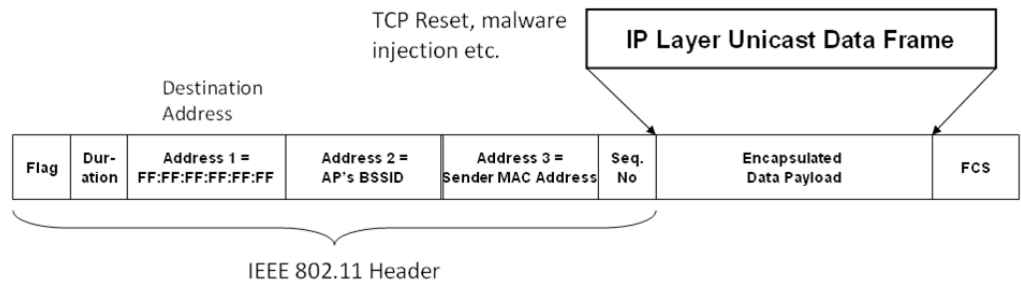 TCP Reset, malware
injection etc.
IP Layer Unicast Data Frame
Destination
Address
Flag
Dur-
ation
Address 1 =
FF:FF:FF:FF:FF:FF
Address 2 =
AP's BSSID
Address 3 =
Sender MAC Address
Seq.
No
Encapsulated
Data Payload
FCS
IEEE 802.11 Header